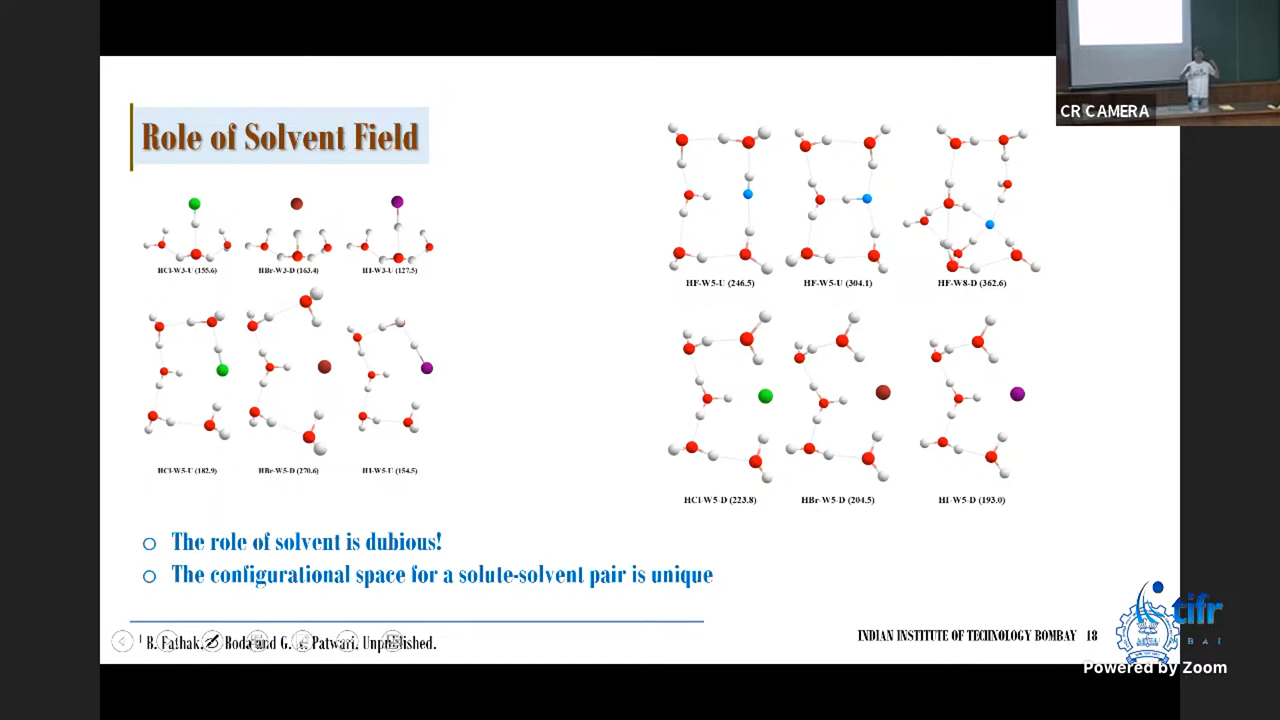 CR CAMERA
Role of Solvent Field
HCl-W3-U (155.6) HBr-W3-D (163.4) HI-W3-U (127.5)
HCl-W5-U (182.9) HBr-W5-D (270.6) HI-W5-U (154.5)
HF-W5-U (246.5) HF-W5-U (304.1) HF-W8-D (362.6)
HCl-W5-D (223.8) HBr-W5-D (204.5) HI-W5-D (193.0)
The role of solvent is dubious!
The configurational space for a solute-solvent pair is unique
B. Boda and G. Patwari, Unpublished.
INDIAN INSTITUTE OF TECHNOLOGY BOMBAY 18
tifr
Powered by Zoom